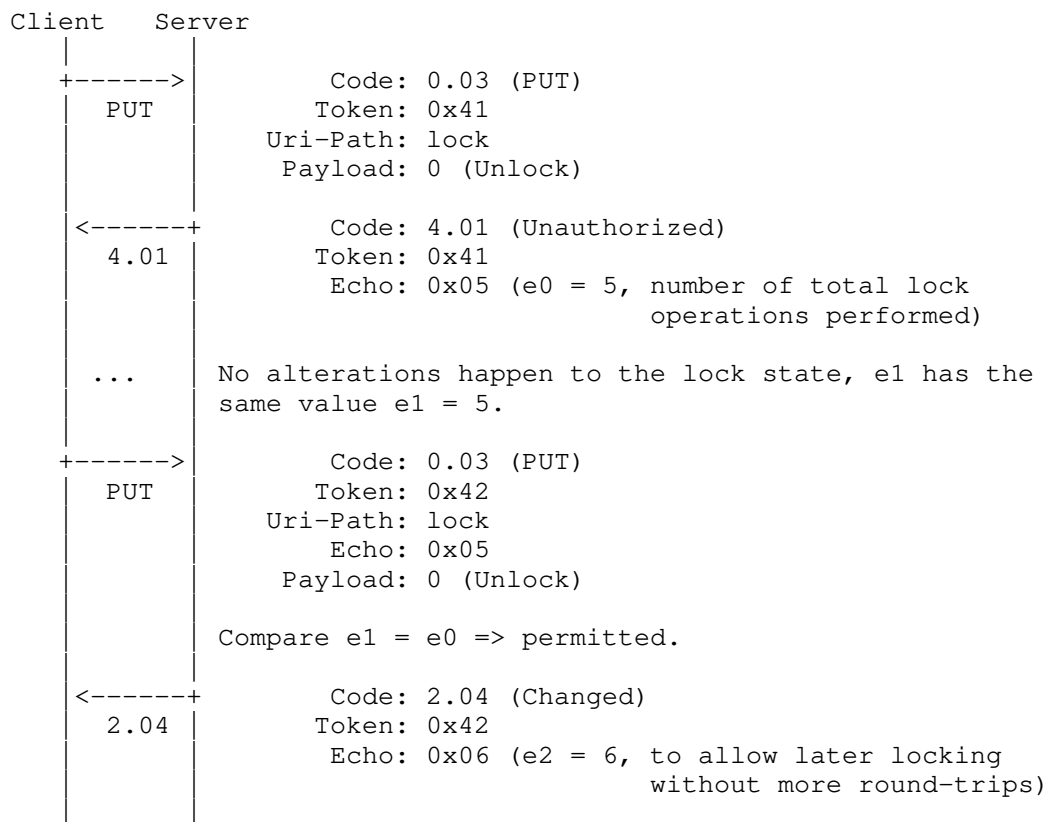 Client Server
+------>| Code: 0.03 (PUT)
PUT Token: 0x41
Uri-Path: lock
Payload: 0 (Unlock)
<------+ Code: 4.01 (Unauthorized)
4.01 Token: 0x41
Echo: 0x05 (e0 = 5, number of total lock
operations performed)
... No alterations happen to the lock state, e1 has the
same value e1 = 5.
+------>| Code: 0.03 (PUT)
PUT Token: 0x42
Uri-Path: lock
Echo: 0x05
Payload: 0 (Unlock)
Compare e1 = e0 => permitted.
<------+ Code: 2.04 (Changed)
2.04 Token: 0x42
Echo: 0x06 (e2 = 6, to allow later locking
without more round-trips)